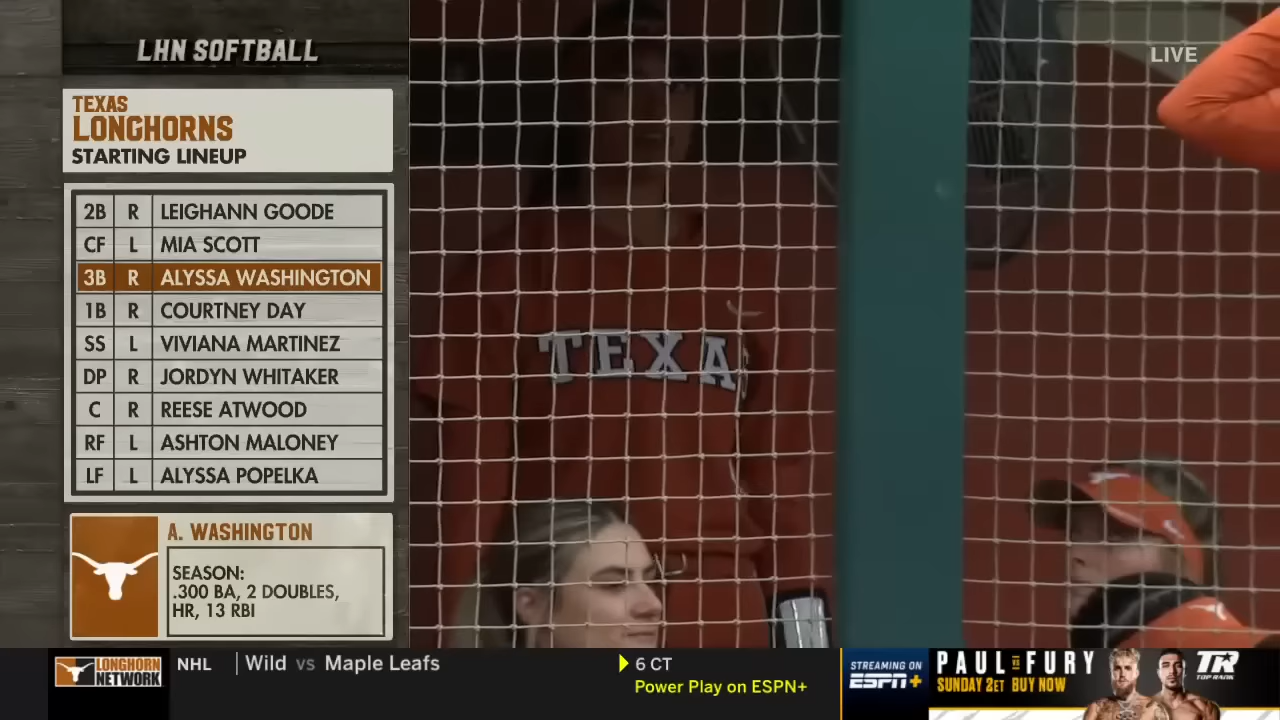 LHN SOFTBALL
TEXAS
LONGHORNS
STARTING LINEUP
2B R LEIGHANN GOODE
CF L MIA SCOTT
3B R ALYSSA WASHINGTON
1B R COURTNEY DAY
SS L VIVIANA MARTINEZ
DP R JORDYN WHITAKER
C R REESE ATWOOD
RF L ASHTON MALONEY
LF L ALYSSA POPELKA
A. WASHINGTON
SEASON:
.300 BA, 2 DOUBLES,
HR, 13 RBI
LIVE
TEXA
LONGHORN
NETWORK
NHL Wild vs Maple Leafs
6 CT
Power Play on ESPN+
STREAMING ON
ESPN+
PAUL VS FURY
SUNDAY 2ET BUY NOW
TR
TOP RANK